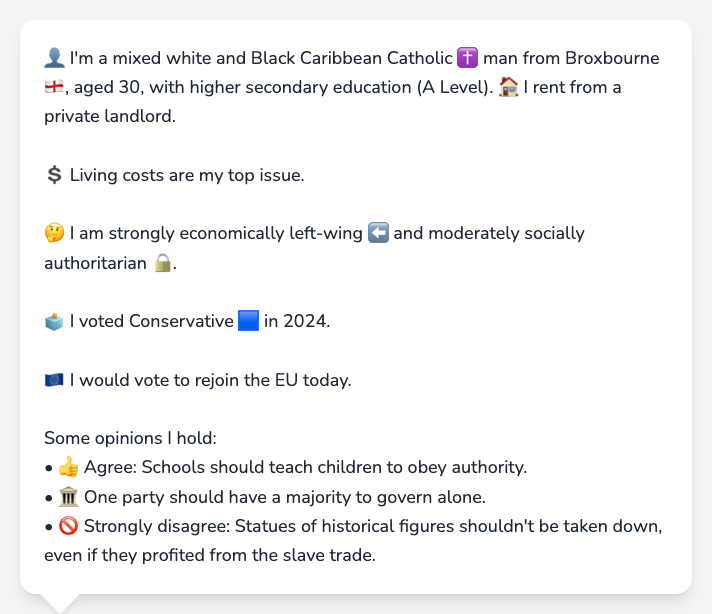 👤 I'm a mixed white and Black Caribbean Catholic ✝️ man from Broxbourne
🏴󠁧󠁢󠁥󠁮󠁧󠁿, aged 30, with higher secondary education (A Level). 🏠 I rent from a
private landlord.
💲 Living costs are my top issue.
🤔 I am strongly economically left-wing ⬅️ and moderately socially
authoritarian 🔒.
🗳️ I voted Conservative 🟦 in 2024.
🇪🇺 I would vote to rejoin the EU today.
Some opinions I hold:
• 👍 Agree: Schools should teach children to obey authority.
• 🏛️ One party should have a majority to govern alone.
• 🚫 Strongly disagree: Statues of historical figures shouldn't be taken down,
even if they profited from the slave trade.